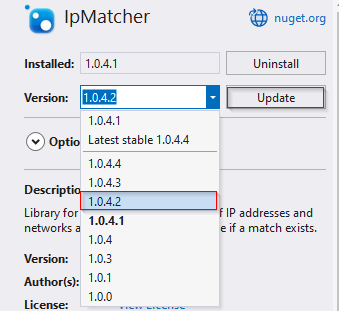 IpMatcher
nuget.org
Installed: 1.0.4.1 Uninstall
Version: 1.0.4.2 Update
1.0.4.1
Latest stable 1.0.4.4
Optio
1.0.4.4
1.0.4.3
1.0.4.2
1.0.4.1
1.0.4
1.0.3
1.0.1
1.0.0
Descriptio
Library for f IP addresses and
networks a e if a match exists.
Version:
Author(s):
License: View License